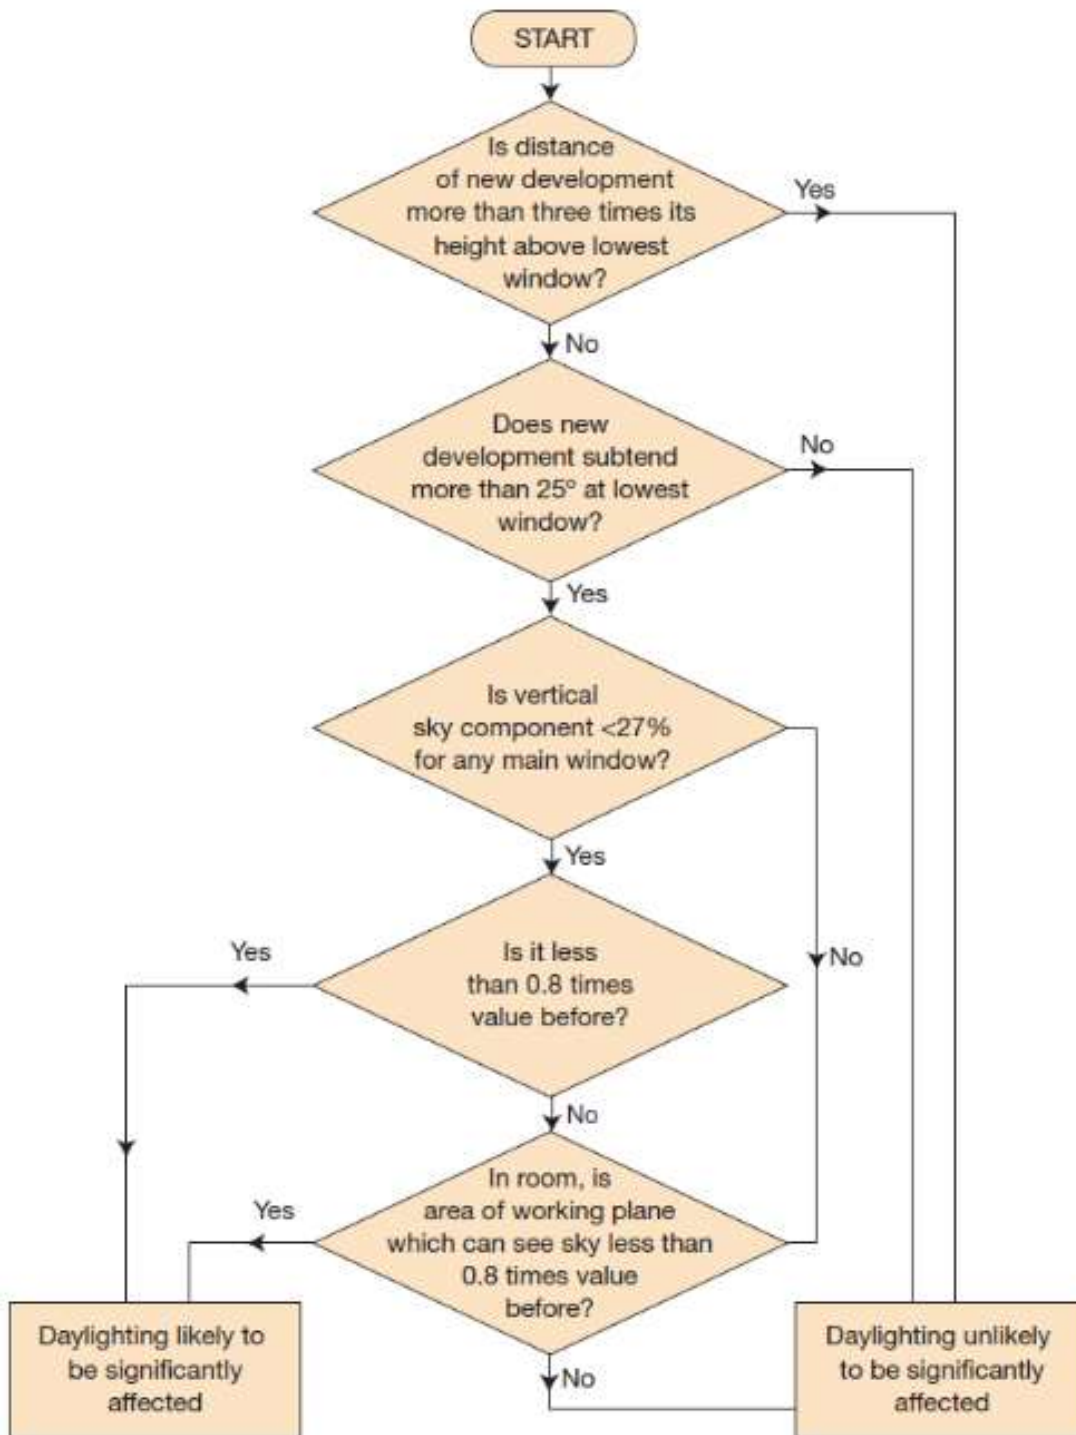 START
Is distance
of new development
more than three times its
height above lowest
window?
Yes
No
Does new
development subtend
more than 25° at lowest
window?
No
Yes
Is vertical
sky component <27%
for any main window?
Yes
No
Is it less
than 0.8 times
value before?
Yes
No
In room, is
area of working plane
which can see sky less than
0.8 times value
before?
Yes
No
Daylighting likely to
be significantly
affected
Daylighting unlikely
to be significantly
affected